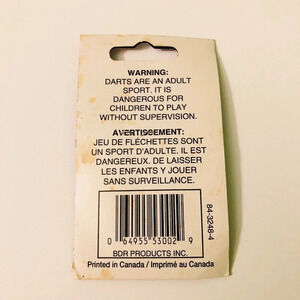 WARNING:
DARTS ARE AN ADULT
SPORT. IT IS
DANGEROUS FOR
CHILDREN TO PLAY
WITHOUT SUPERVISION.
AVERTISSEMENT:
JEU DE FLÉCHETTES SONT
UN SPORT D'ADULTE. IL EST
DANGEREUX. DE LAISSER
LES ENFANTS Y JOUER
SANS SURVEILLANCE.
84-3248-4
0 64955 53002 9
BDR PRODUCTS INC.
Printed in Canada / Imprimé au Canada